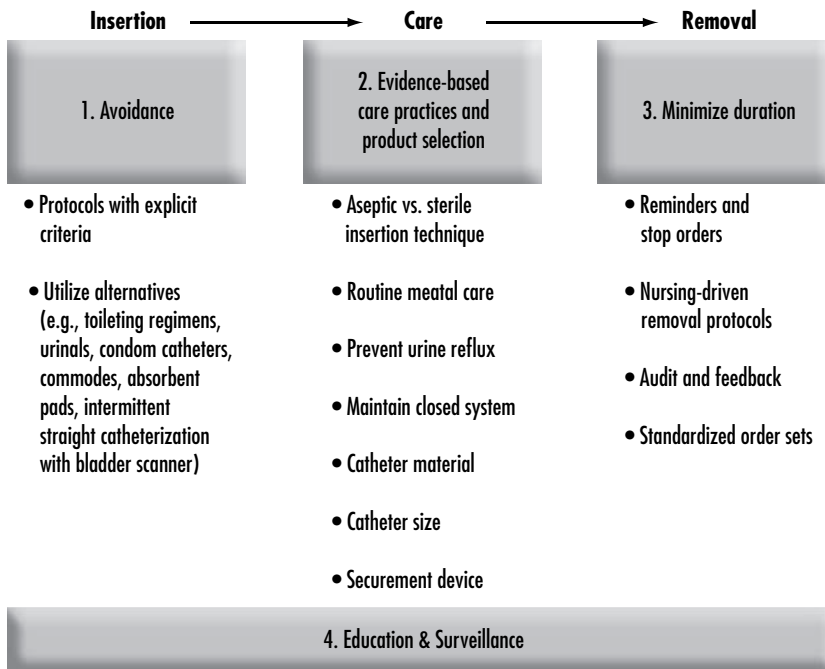 Insertion
Care
Removal
1. Avoidance
2. Evidence-based
care practices and
product selection
3. Minimize duration
• Protocols with explicit
criteria
• Utilize alternatives
(e.g., toileting regimens,
urinals, condom catheters,
commodes, absorbent
pads, intermittent
straight catheterization
with bladder scanner)
• Aseptic vs. sterile
insertion technique
• Routine meatal care
• Prevent urine reflux
• Maintain closed system
• Catheter material
• Catheter size
• Securement device
• Reminders and
stop orders
• Nursing-driven
removal protocols
• Audit and feedback
• Standardized order sets
4. Education & Surveillance